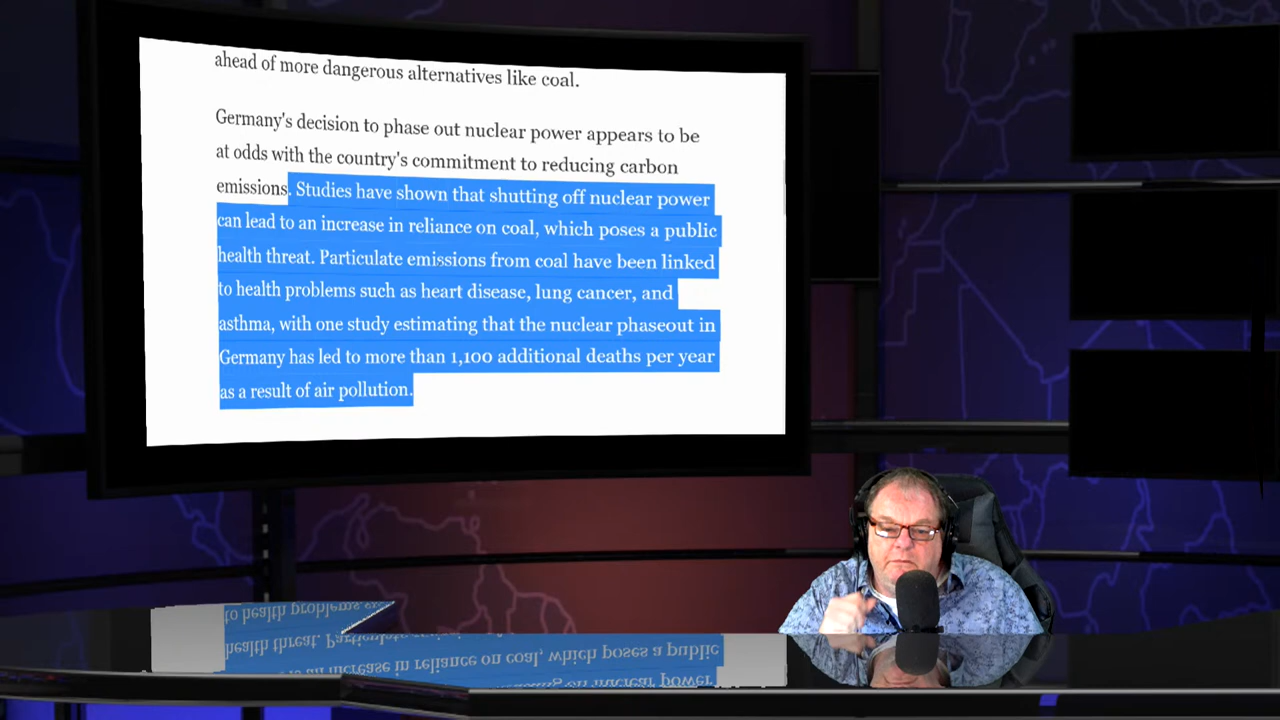 ahead of more dangerous alternatives like coal.
Germany's decision to phase out nuclear power appears to be
at odds with the country's commitment to reducing carbon
emissions. Studies have shown that shutting off nuclear power
can lead to an increase in reliance on coal, which poses a public
health threat. Particulate emissions from coal have been linked
to health problems such as heart disease, lung cancer, and
asthma, with one study estimating that the nuclear phaseout in
Germany has led to more than 1,100 additional deaths per year
as a result of air pollution.